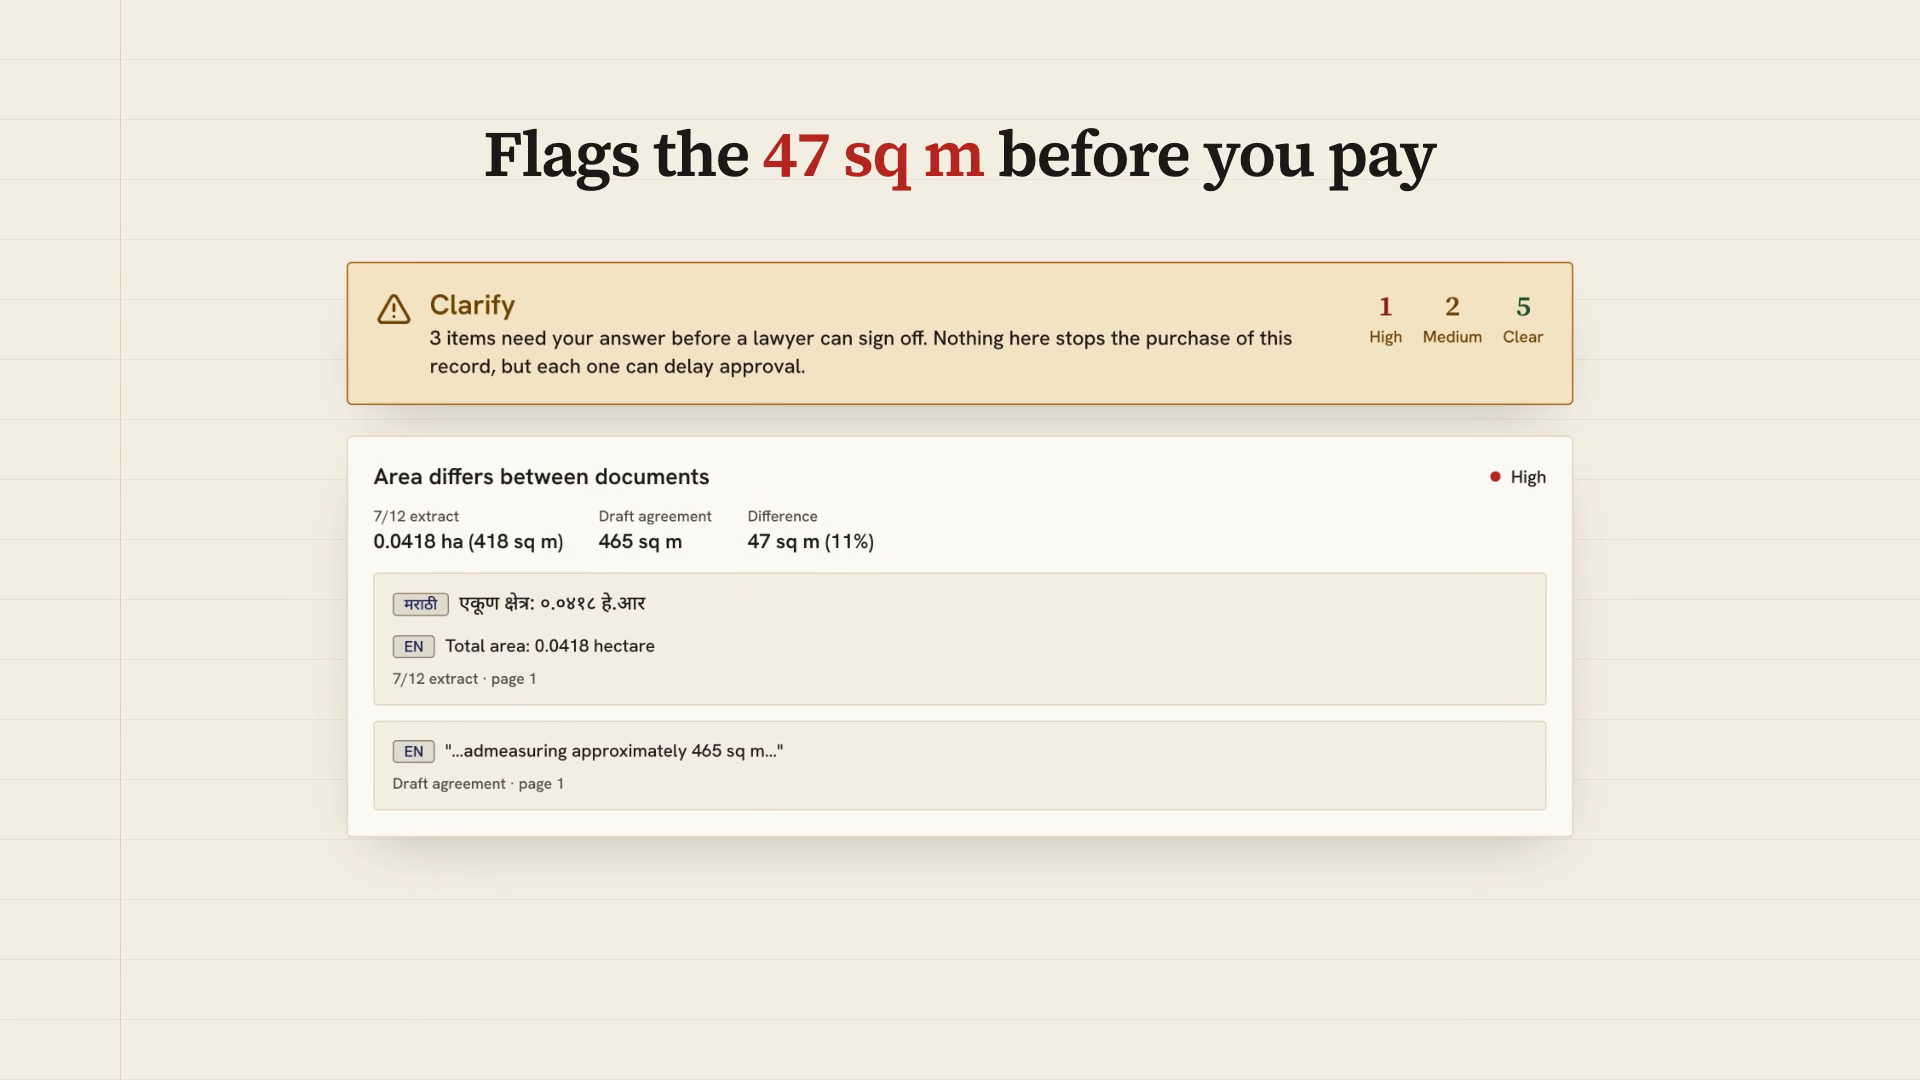 Flags the 47 sq m before you pay
Clarify
3 items need your answer before a lawyer can sign off. Nothing here stops the purchase of this
record, but each one can delay approval.
1 2 5
High Medium Clear
Area differs between documents
High
7/12 extract Draft agreement Difference
0.0418 ha (418 sq m) 465 sq m 47 sq m (11%)
मराठी एकूण क्षेत्र: ०.०४१८ हे.आर
EN Total area: 0.0418 hectare
7/12 extract · page 1
EN "...admeasuring approximately 465 sq m..."
Draft agreement · page 1